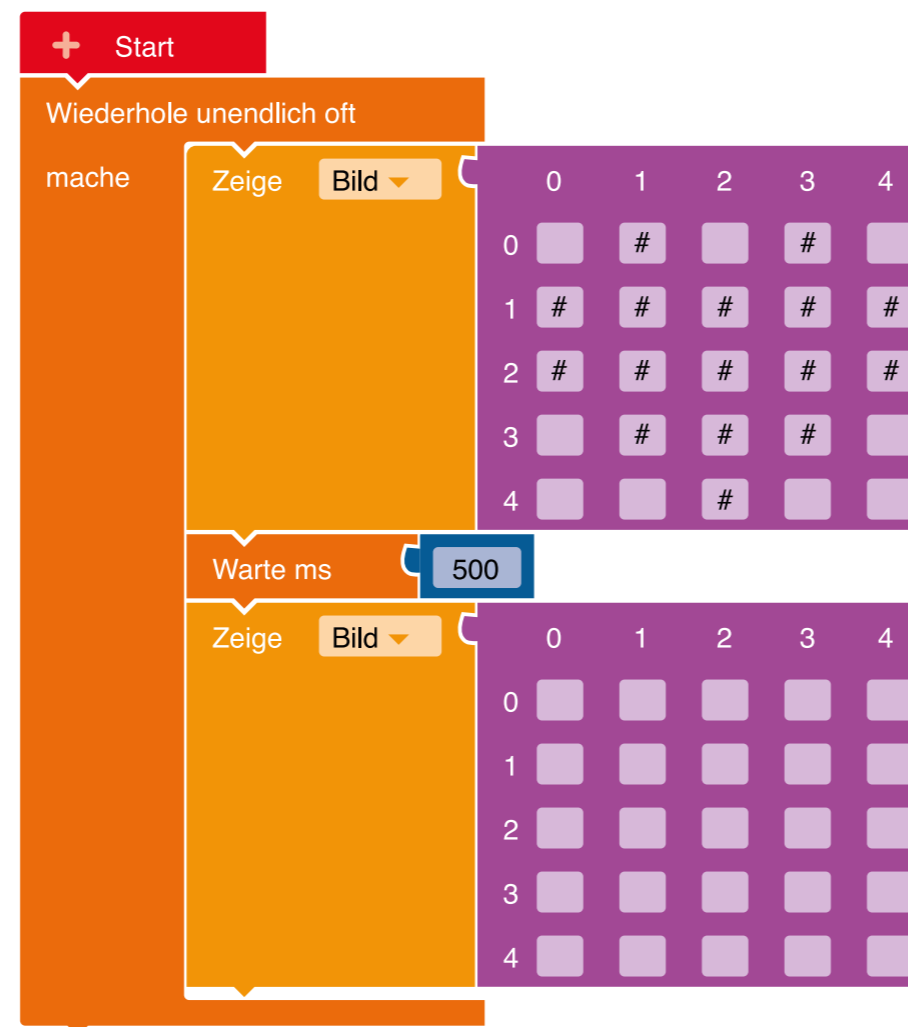 + Start
Wiederhole unendlich oft
mache Zeige Bild 0 1 2 3 4
0 # #
1 # # # # #
2 # # # # #
3 # # #
4 #
Warte ms 500
Zeige Bild 0 1 2 3 4
0
1
2
3
4